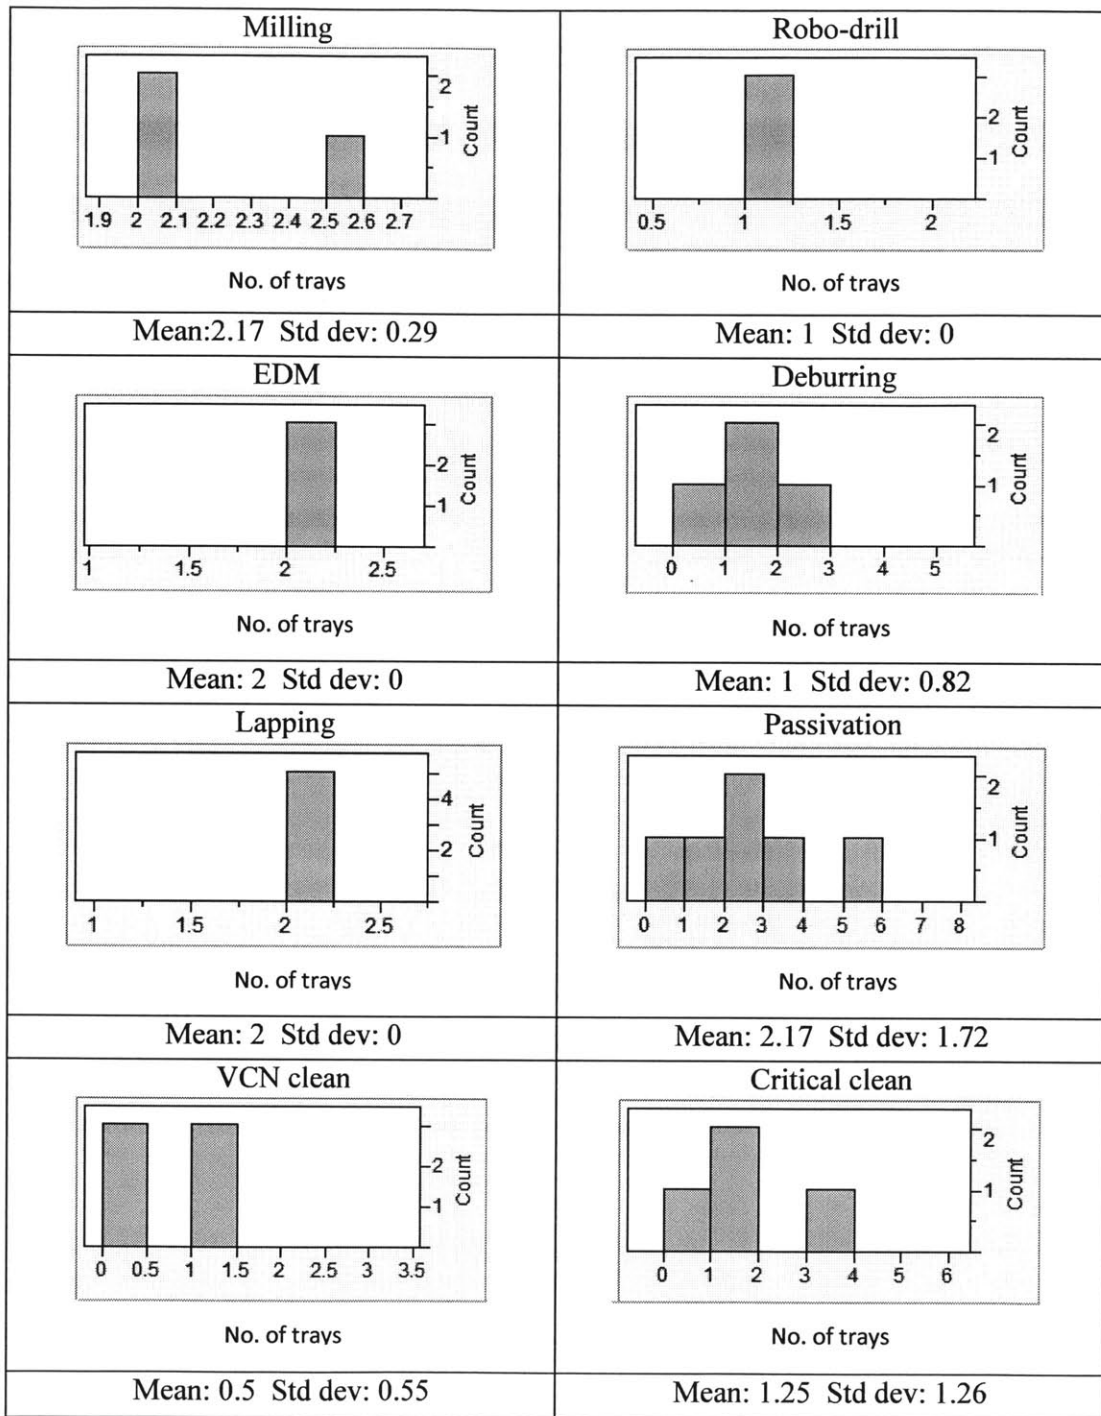 Milling
2
1
Count
1.9 2 2.1 2.2 2.3 2.4 2.5 2.6 2.7
No. of trays
Mean:2.17 Std dev: 0.29
Robo-drill
2
1
Count
0.5 1 1.5 2
No. of trays
Mean: 1 Std dev: 0
EDM
2
1
Count
1 1.5 2 2.5
No. of trays
Mean: 2 Std dev: 0
Deburring
2
1
Count
0 1 2 3 4 5
No. of trays
Mean: 1 Std dev: 0.82
Lapping
4
2
Count
1 1.5 2 2.5
No. of trays
Mean: 2 Std dev: 0
Passivation
2
1
Count
0 1 2 3 4 5 6 7 8
No. of trays
Mean: 2.17 Std dev: 1.72
VCN clean
2
1
Count
0 0.5 1 1.5 2 2.5 3 3.5
No. of trays
Mean: 0.5 Std dev: 0.55
Critical clean
2
1
Count
0 1 2 3 4 5 6
No. of trays
Mean: 1.25 Std dev: 1.26